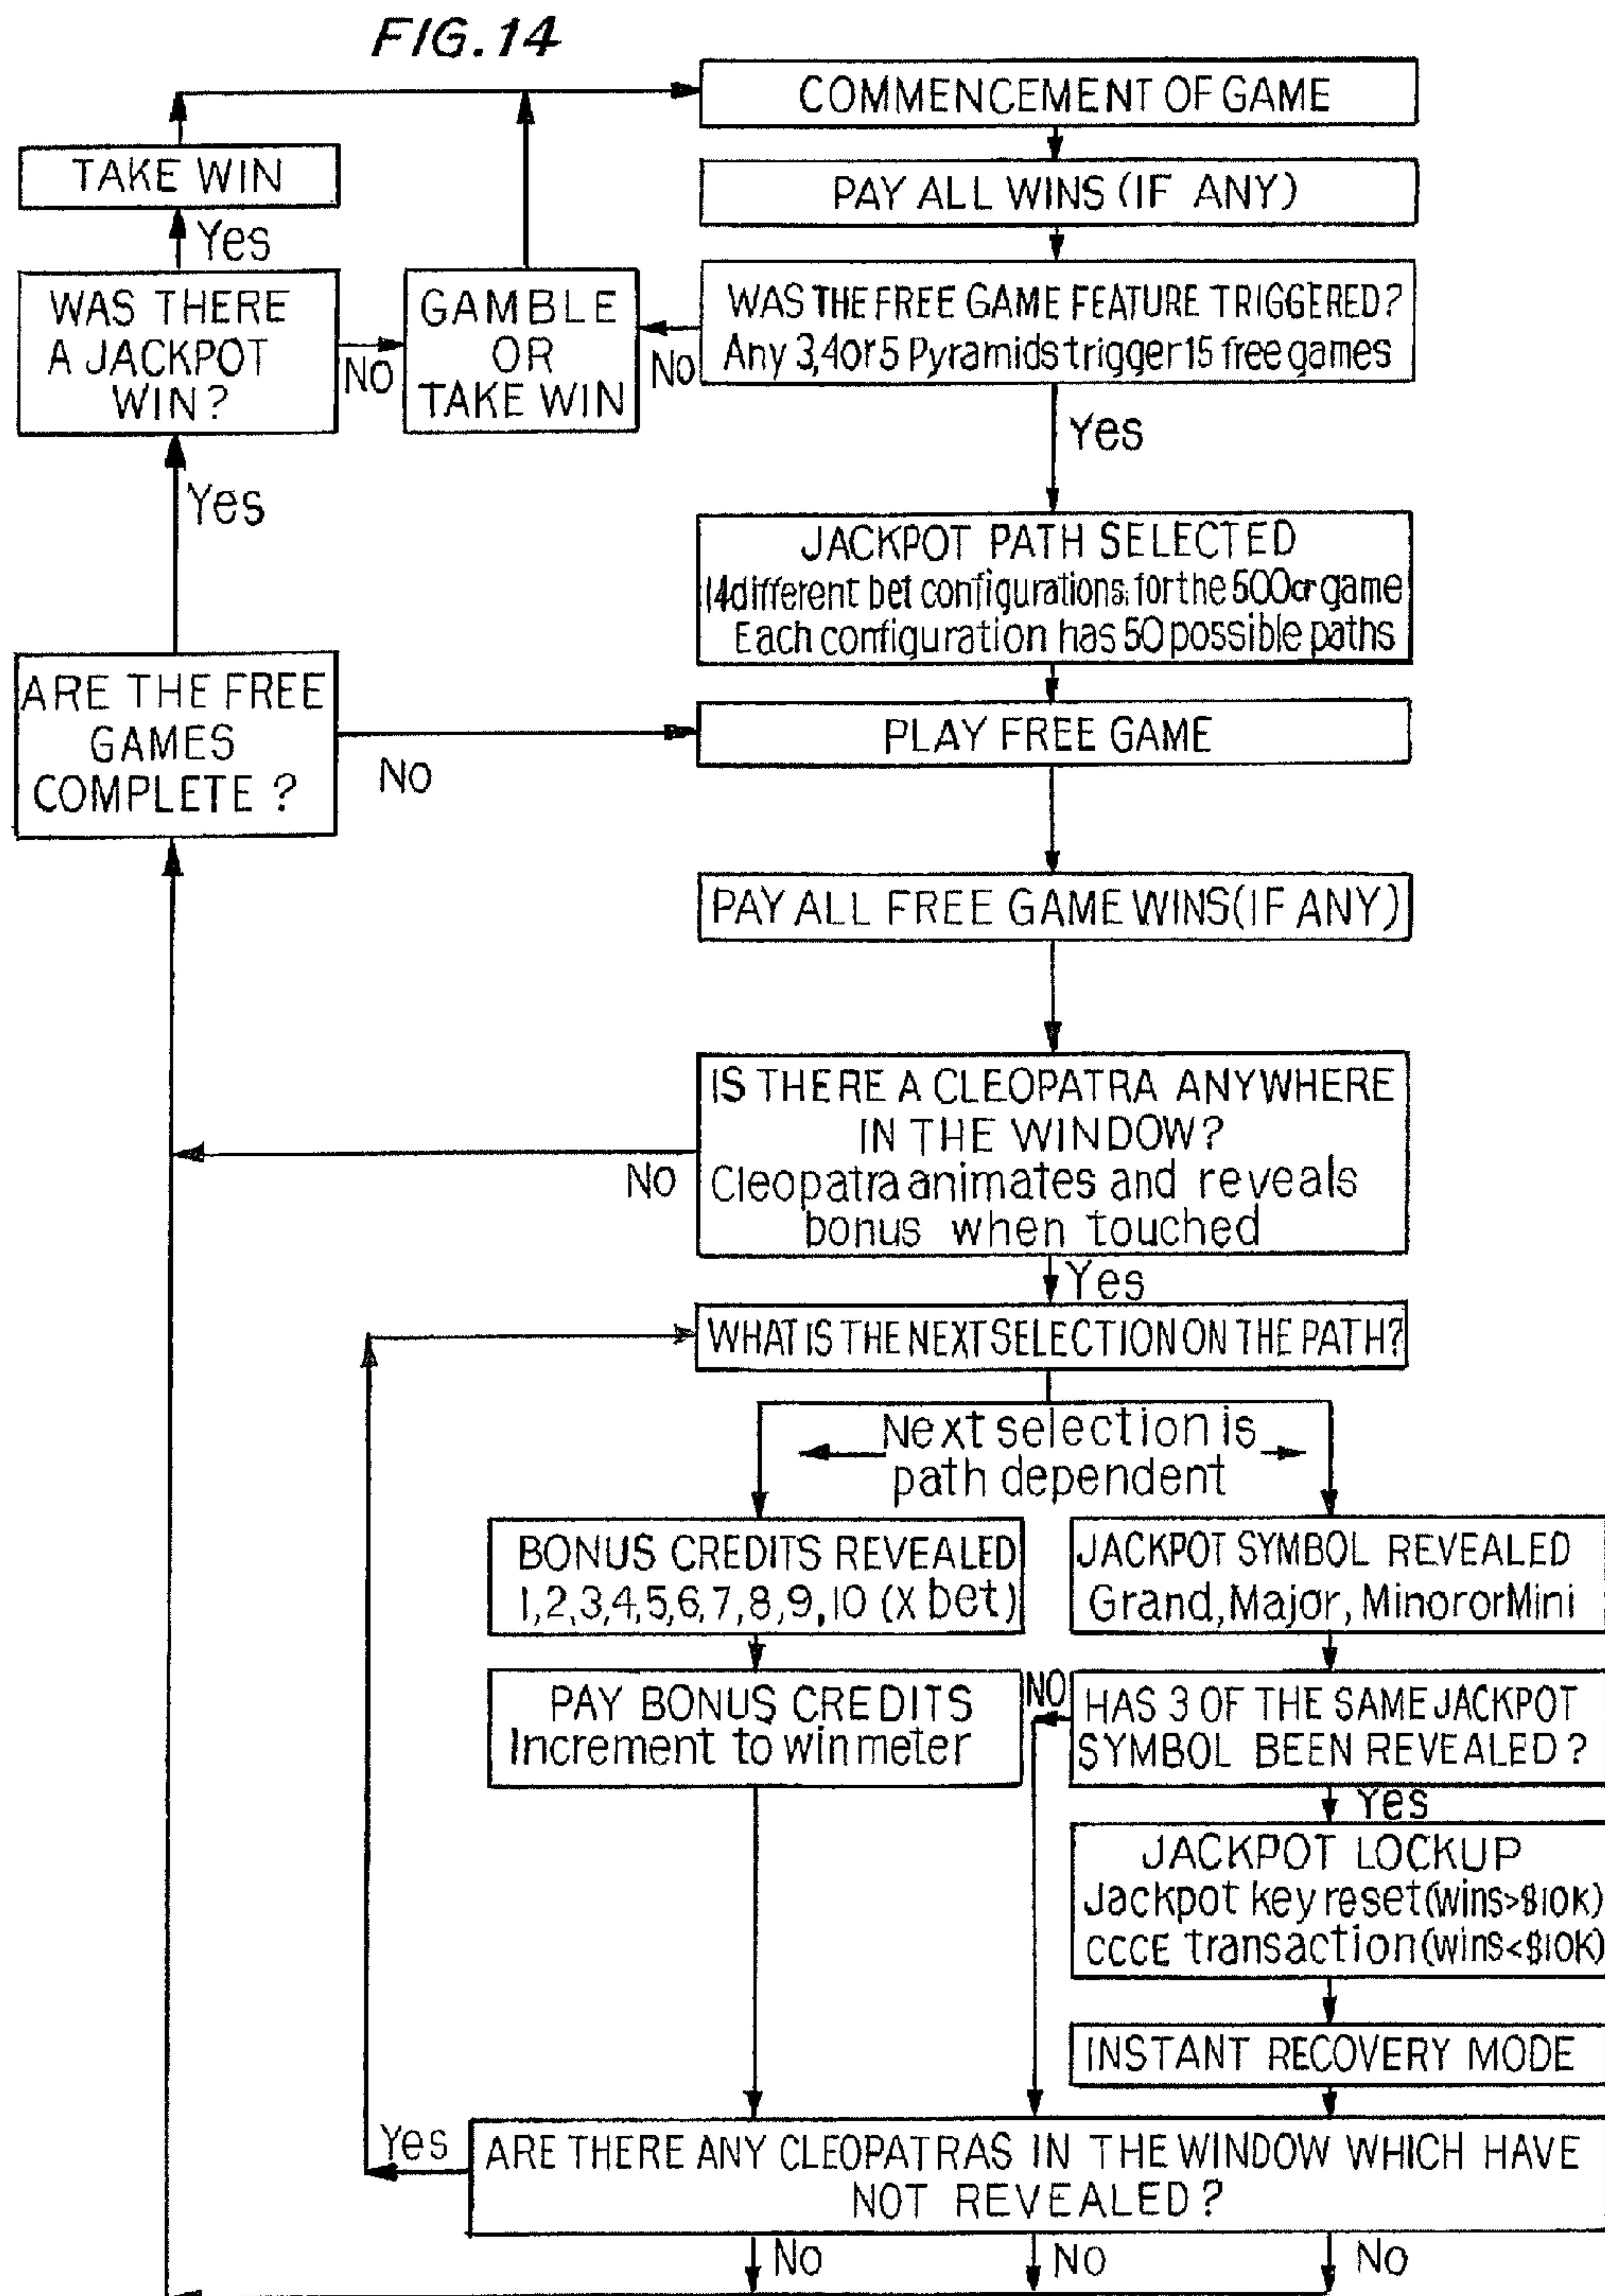 FIG.14
COMMENCEMENT OF GAME
TAKE WIN
PAY ALL WINS (IF ANY)
Yes
WAS THERE
A JACKPOT
WIN?
No
GAMBLE
OR
TAKE WIN
No
WAS THE FREE GAME FEATURE TRIGGERED?
Any 3,4 or 5 Pyramids trigger 15 free games
Yes
Yes
JACKPOT PATH SELECTED
14 different bet configurations for the 500cr game
Each configuration has 50 possible paths
ARE THE FREE
GAMES
COMPLETE ?
No
PLAY FREE GAME
PAY ALL FREE GAME WINS (IF ANY)
IS THERE A CLEOPATRA ANYWHERE
IN THE WINDOW?
Cleopatra animates and reveals
bonus when touched
No
Yes
WHAT IS THE NEXT SELECTION ON THE PATH?
Next selection is
path dependent
BONUS CREDITS REVEALED
1,2,3,4,5,6,7,8,9,10 (X bet)
JACKPOT SYMBOL REVEALED
Grand, Major, Minor or Mini
PAY BONUS CREDITS
Increment to win meter
NO
HAS 3 OF THE SAME JACKPOT
SYMBOL BEEN REVEALED?
Yes
JACKPOT LOCKUP
Jackpot key reset (wins>$10K)
CCCE transaction (wins<$10K)
INSTANT RECOVERY MODE
Yes
ARE THERE ANY CLEOPATRAS IN THE WINDOW WHICH HAVE
NOT REVEALED?
No
No
No